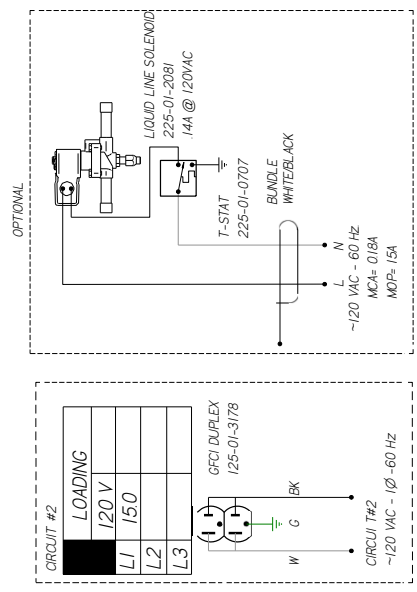 OPTIONAL
LIQUID LINE SOLENOID
225-01-2081
.14A @ 120VAC
T-STAT
225-01-0707
BUNDLE
WHITE/BLACK
L N
~120 VAC - 60 Hz.
MCA= 0.18A
MOP= 15A
CIRCUIT #2
LOADING
120 V
L1 15.0
L2
L3
GFCI DUPLEX
125-01-3178
W G BK
CIRCUI T#2
~120 VAC - 1Ø-60 Hz